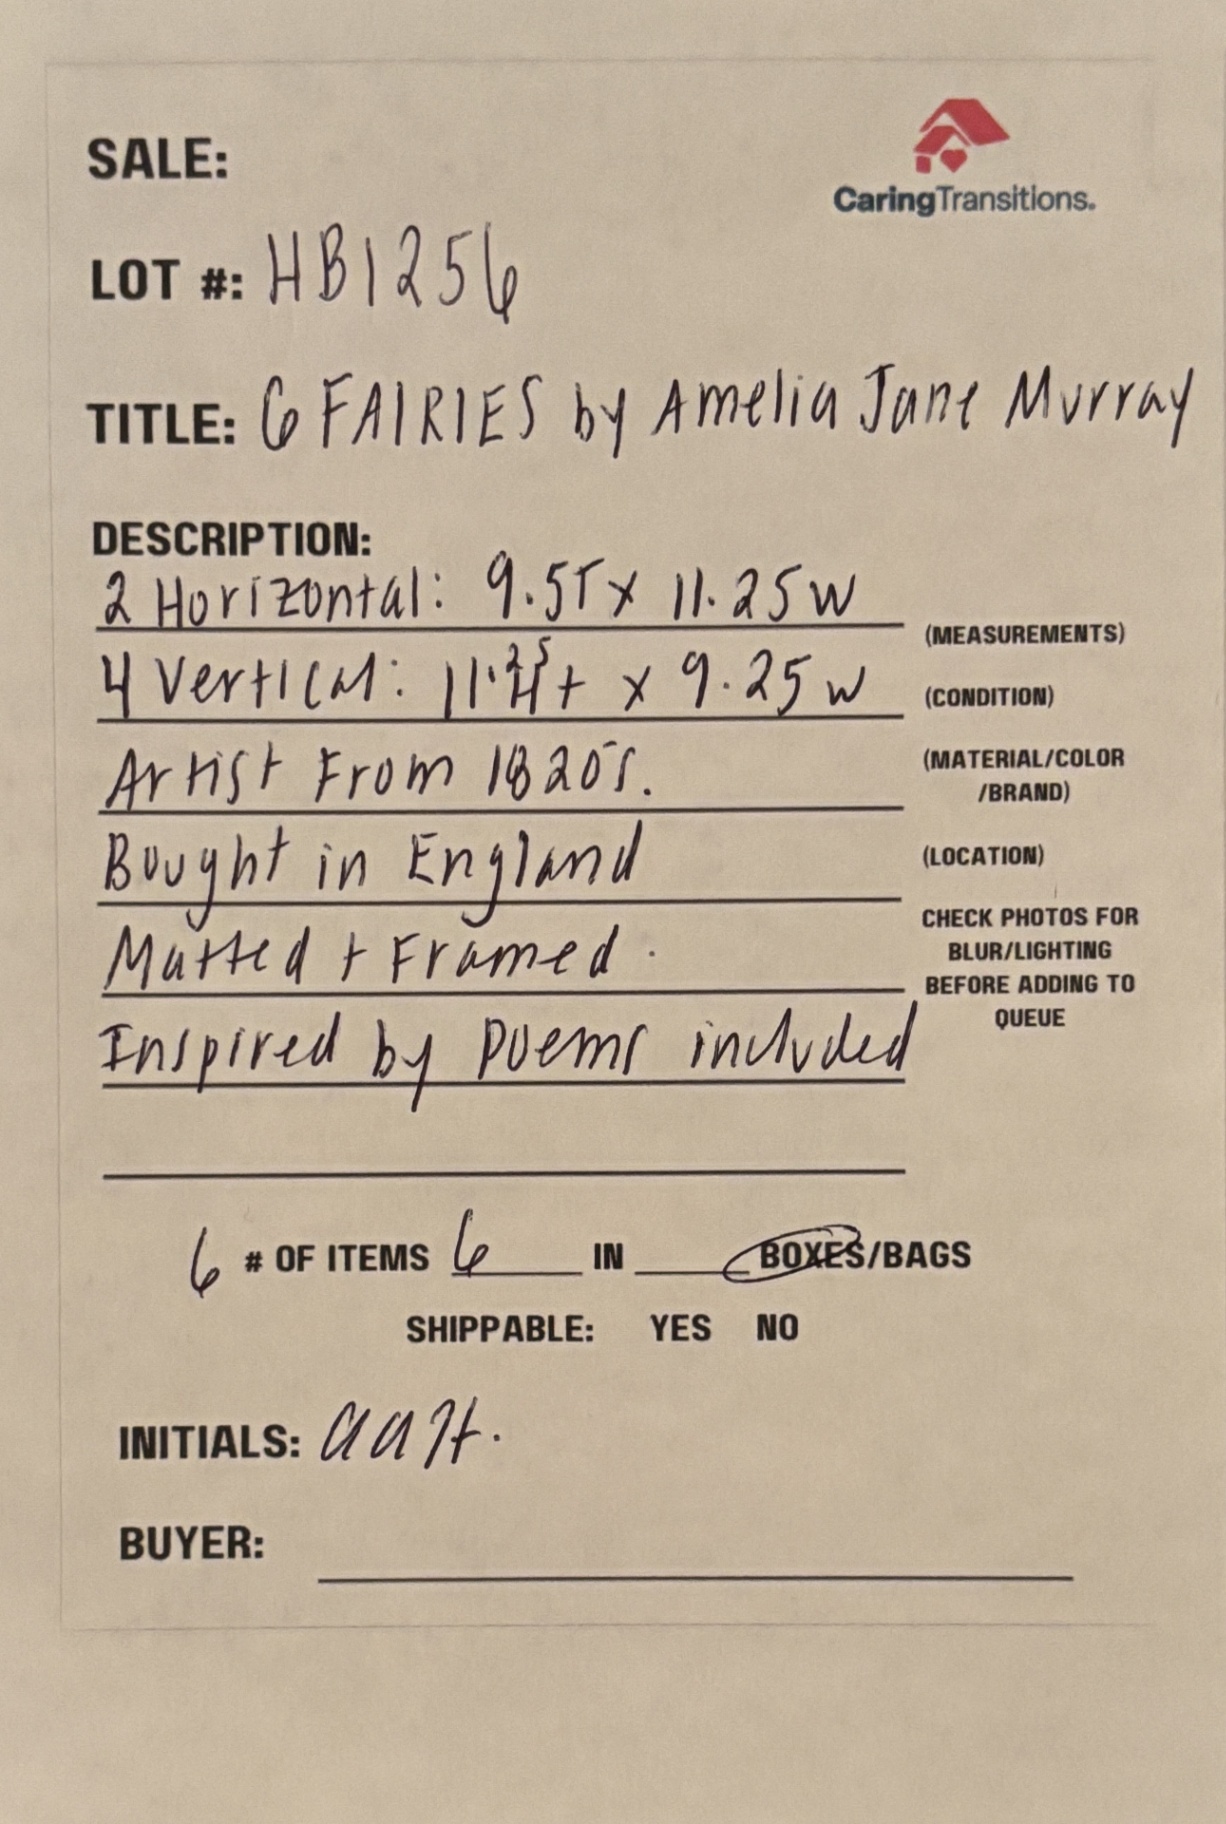 CaringTransitions.
SALE:
LOT #: HB1256
TITLE: 6 FAIRIES by Amelia Jane Murray
DESCRIPTION:
2 Horizontal: 9.5T x 11.25w
(MEASUREMENTS)
4 Vertical: 11.25t x 9.25w
(CONDITION)
Artist From 1820's.
(MATERIAL/COLOR
/BRAND)
Bought in England
(LOCATION)
Matted + Framed.
CHECK PHOTOS FOR
BLUR/LIGHTING
BEFORE ADDING TO
QUEUE
Inspired by poems included
6 # OF ITEMS 6 IN BOXES/BAGS
SHIPPABLE: YES NO
INITIALS: aaH.
BUYER: